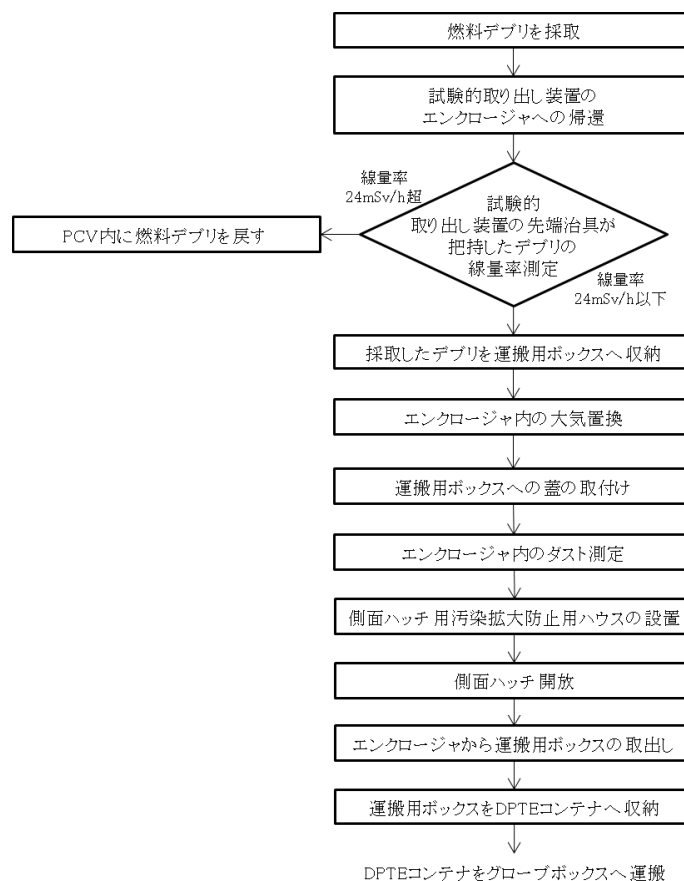 燃料デブリを採取
試験的取り出し装置の
エンクロージャへの帰還
線量率
24mSv/h超
試験的
取り出し装置の先端治具が
把持したデブリの
線量率測定
PCV内に燃料デブリを戻す
線量率
24mSv/h以下
採取したデブリを運搬用ボックスへ収納
エンクロージャ内の大気置換
運搬用ボックスへの蓋の取付け
エンクロージャ内のダスト測定
側面ハッチ用汚染拡大防止用ハウスの設置
側面ハッチ開放
エンクロージャから運搬用ボックスの取出し
運搬用ボックスをDPTEコンテナへ収納
DPTEコンテナをグローブボックスへ運搬